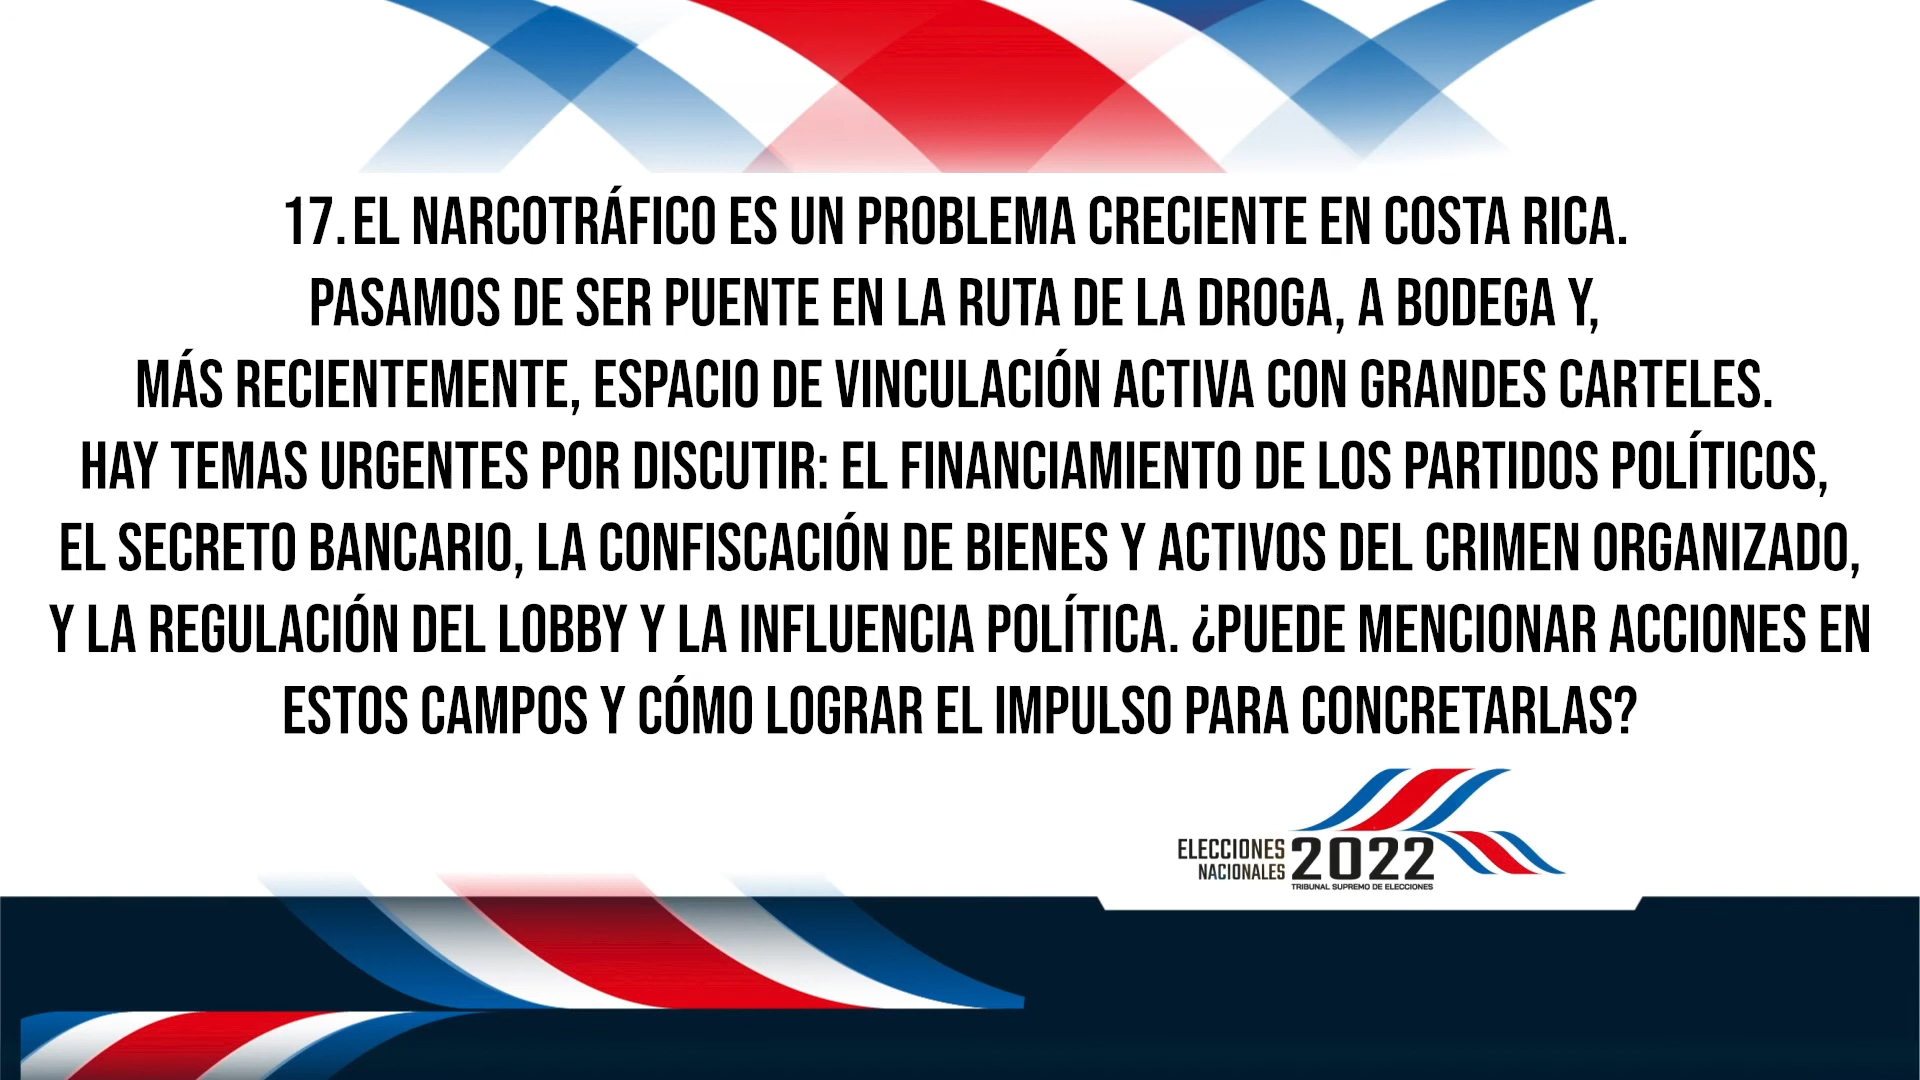 17. EL NARCOTRÁFICO ES UN PROBLEMA CRECIENTE EN COSTA RICA.
PASAMOS DE SER PUENTE EN LA RUTA DE LA DROGA, A BODEGA Y,
MÁS RECIENTEMENTE, ESPACIO DE VINCULACIÓN ACTIVA CON GRANDES CARTELES.
HAY TEMAS URGENTES POR DISCUTIR: EL FINANCIAMIENTO DE LOS PARTIDOS POLÍTICOS,
EL SECRETO BANCARIO, LA CONFISCACIÓN DE BIENES Y ACTIVOS DEL CRIMEN ORGANIZADO,
Y LA REGULACIÓN DEL LOBBY Y LA INFLUENCIA POLÍTICA. ¿PUEDE MENCIONAR ACCIONES EN
ESTOS CAMPOS Y CÓMO LOGRAR EL IMPULSO PARA CONCRETARLAS?
ELECCIONES
NACIONALES
2022
TRIBUNAL SUPREMO DE ELECCIONES